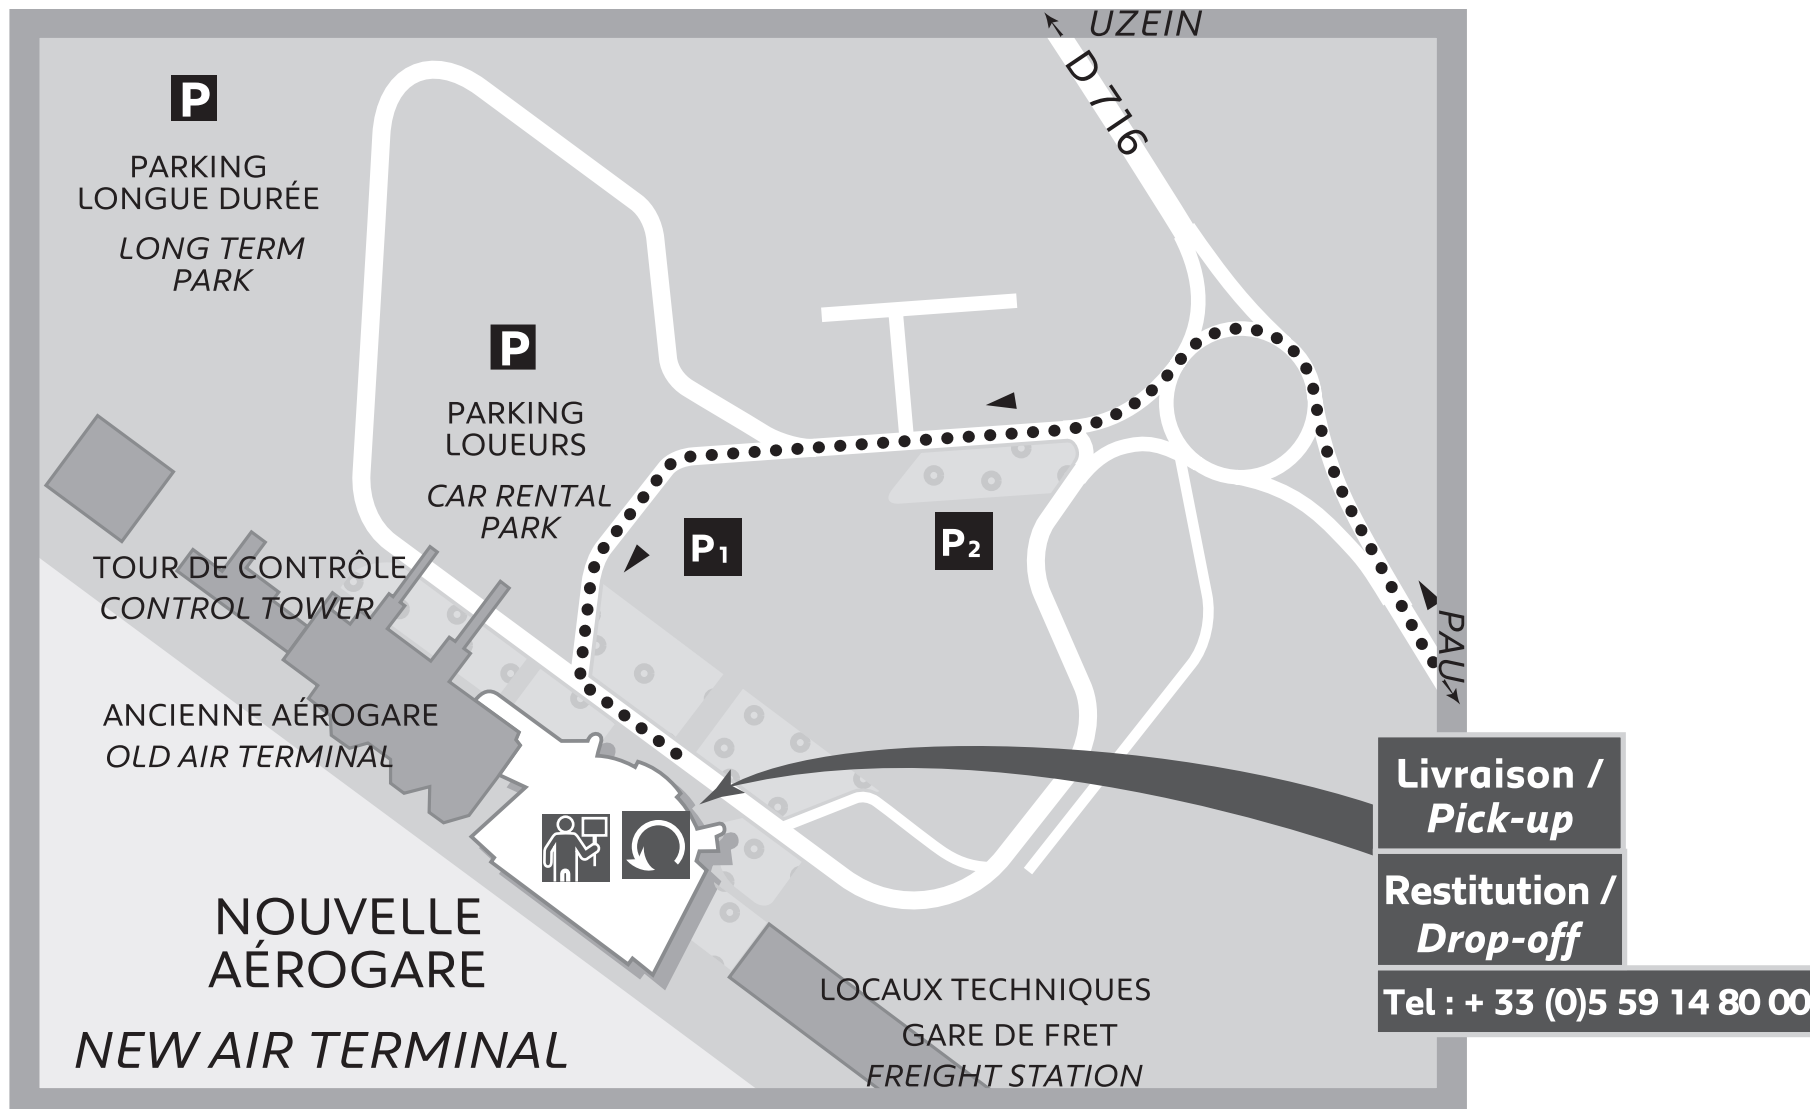 UZEIN
D 716
P
PARKING
LONGUE DURÉE
LONG TERM
PARK
P
PARKING
LOUEURS
CAR RENTAL
PARK
P1
P2
TOUR DE CONTRÔLE
CONTROL TOWER
PAU
ANCIENNE AÉROGARE
OLD AIR TERMINAL
Livraison /
Pick-up
Restitution /
Drop-off
Tel : + 33 (0)5 59 14 80 00
NOUVELLE
AÉROGARE
NEW AIR TERMINAL
LOCAUX TECHNIQUES
GARE DE FRET
FREIGHT STATION